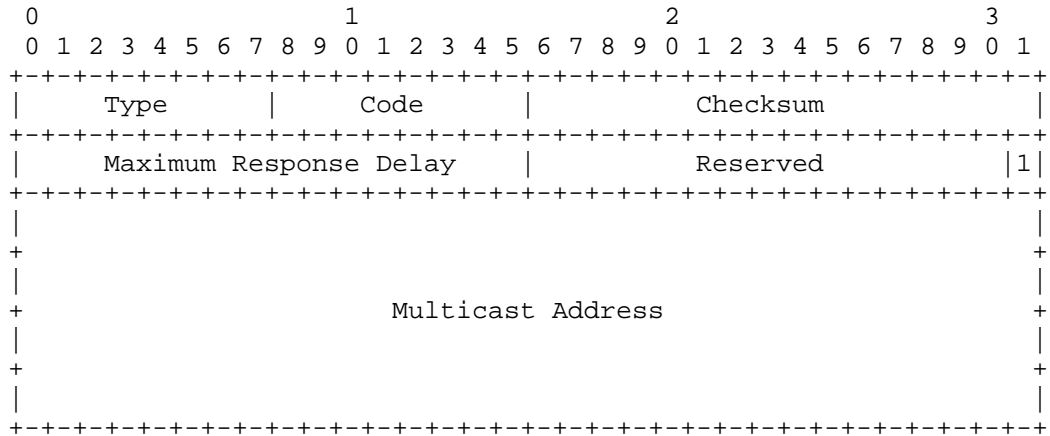 0                   1                   2                   3
 0 1 2 3 4 5 6 7 8 9 0 1 2 3 4 5 6 7 8 9 0 1 2 3 4 5 6 7 8 9 0 1
+-+-+-+-+-+-+-+-+-+-+-+-+-+-+-+-+-+-+-+-+-+-+-+-+-+-+-+-+-+-+-+-+
|     Type      |     Code      |          Checksum             |
+-+-+-+-+-+-+-+-+-+-+-+-+-+-+-+-+-+-+-+-+-+-+-+-+-+-+-+-+-+-+-+-+
|     Maximum Response Delay    |          Reserved           |1|
+-+-+-+-+-+-+-+-+-+-+-+-+-+-+-+-+-+-+-+-+-+-+-+-+-+-+-+-+-+-+-+-+
|                                                               |
+                                                               +
|                                                               |
+                       Multicast Address                       +
|                                                               |
+                                                               +
|                                                               |
+-+-+-+-+-+-+-+-+-+-+-+-+-+-+-+-+-+-+-+-+-+-+-+-+-+-+-+-+-+-+-+-+